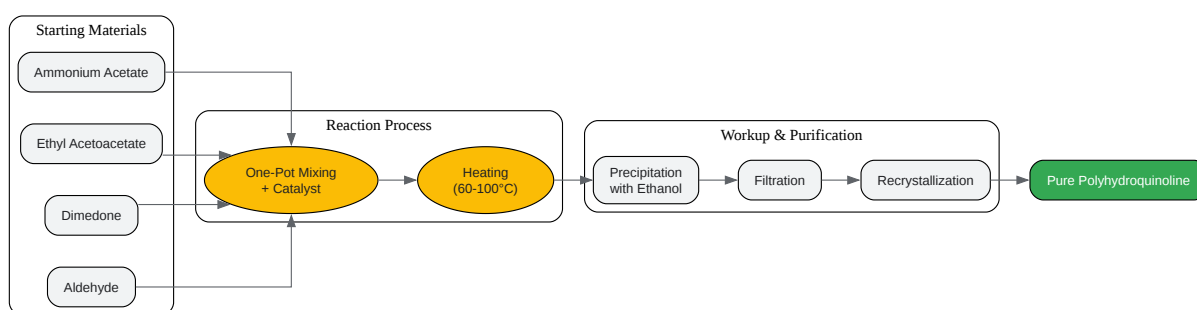 Starting Materials
Ammonium Acetate
Ethyl Acetoacetate
Dimedone
Aldehyde
Reaction Process
One-Pot Mixing
+ Catalyst
Heating
(60-100°C)
Workup & Purification
Precipitation
with Ethanol
Filtration
Recrystallization
Pure Polyhydroquinoline